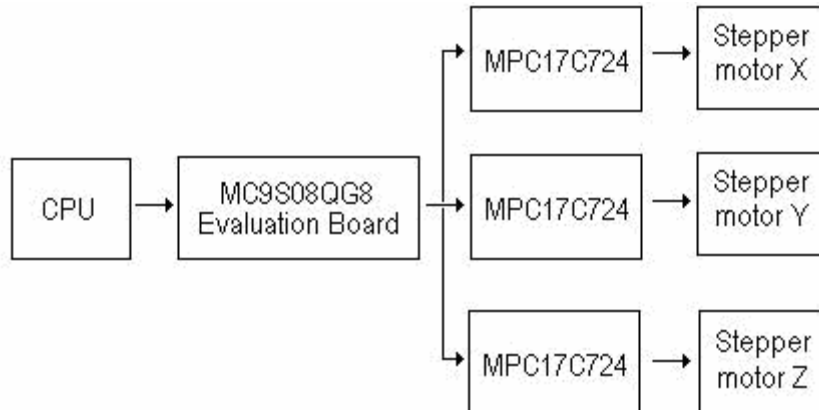 MPC17C724
Stepper
motor X
CPU
MC9S08QG8
Evaluation Board
MPC17C724
Stepper
motor Y
MPC17C724
Stepper
motor Z